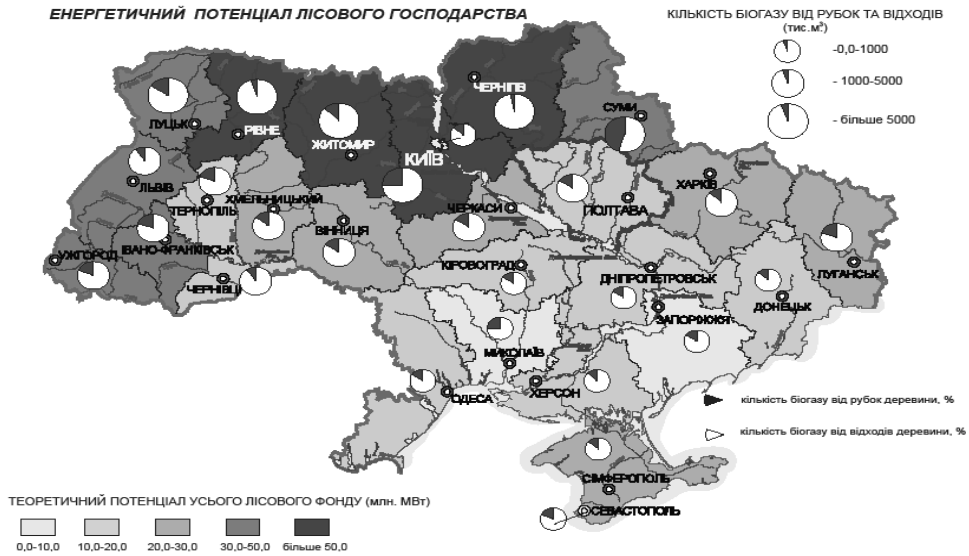 ЕНЕРГЕТИЧНИЙ ПОТЕНЦІАЛ ЛІСОВОГО ГОСПОДАРСТВА
КІЛЬКІСТЬ БІОГАЗУ ВІД РУБОК ТА ВІДХОДІВ
(тис.м³)
-0,0-1000
- 1000-5000
- більше 5000
ЧЕРНІГІВ
СУМИ
ЛУЦЬК
РІВНЕ
ЖИТОМИР
КИЇВ
ЛЬВІВ
ХАРКІВ
ТЕРНОПІЛЬ
ХМЕЛЬНИЦЬКИЙ
ЧЕРКАСИ
ПОЛТАВА
ВІННИЦЯ
УЖГОРОД
ІВАНО-ФРАНКІВСЬК
КІРОВОГРАД
ДНІПРОПЕТРОВСЬК
ЛУГАНСЬК
ЧЕРНІВЦІ
ДОНЕЦЬК
ЗАПОРІЖЖЯ
МИКОЛАЇВ
ХЕРСОН
ОДЕСА
кількість біогазу від рубок деревини, %
кількість біогазу від відходів деревини, %
СІМФЕРОПОЛЬ
СЕВАСТОПОЛЬ
ТЕОРЕТИЧНИЙ ПОТЕНЦІАЛ УСЬОГО ЛІСОВОГО ФОНДУ (млн. МВт)
0,0-10,0 10,0-20,0 20,0-30,0 30,0-50,0 більше 50,0